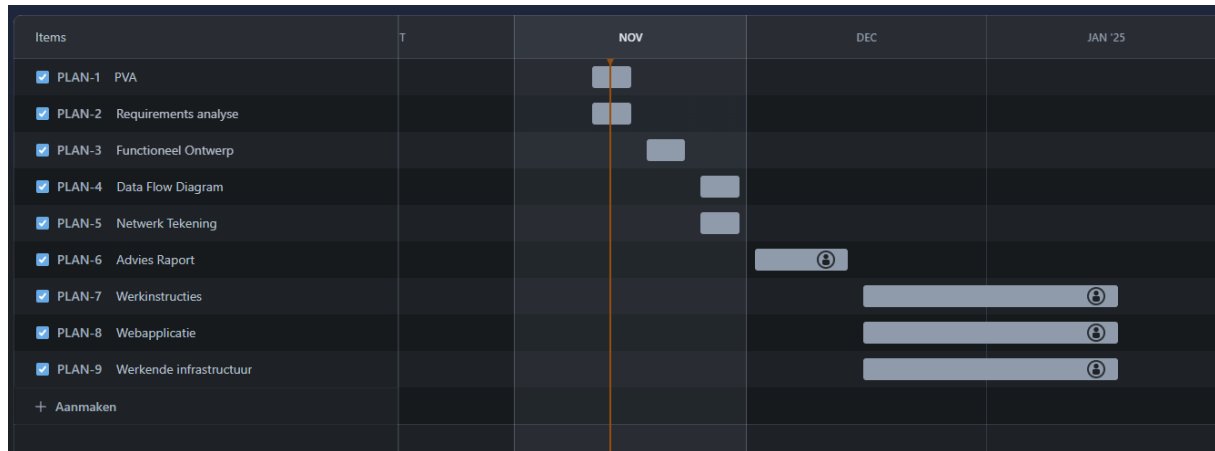 Items T NOV DEC JAN '25
PLAN-1 PVA
PLAN-2 Requirements analyse
PLAN-3 Functioneel Ontwerp
PLAN-4 Data Flow Diagram
PLAN-5 Netwerk Tekening
PLAN-6 Advies Raport
PLAN-7 Werkinstructies
PLAN-8 Webapplicatie
PLAN-9 Werkende infrastructuur
+ Aanmaken